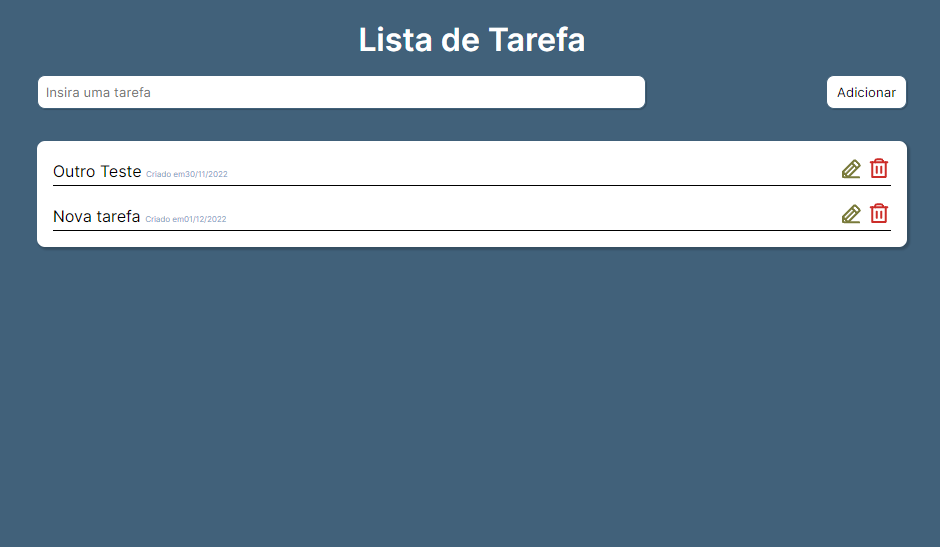 Lista de Tarefa
Insira uma tarefa
Adicionar
Outro Teste Criado em30/11/2022
Nova tarefa Criado em01/12/2022